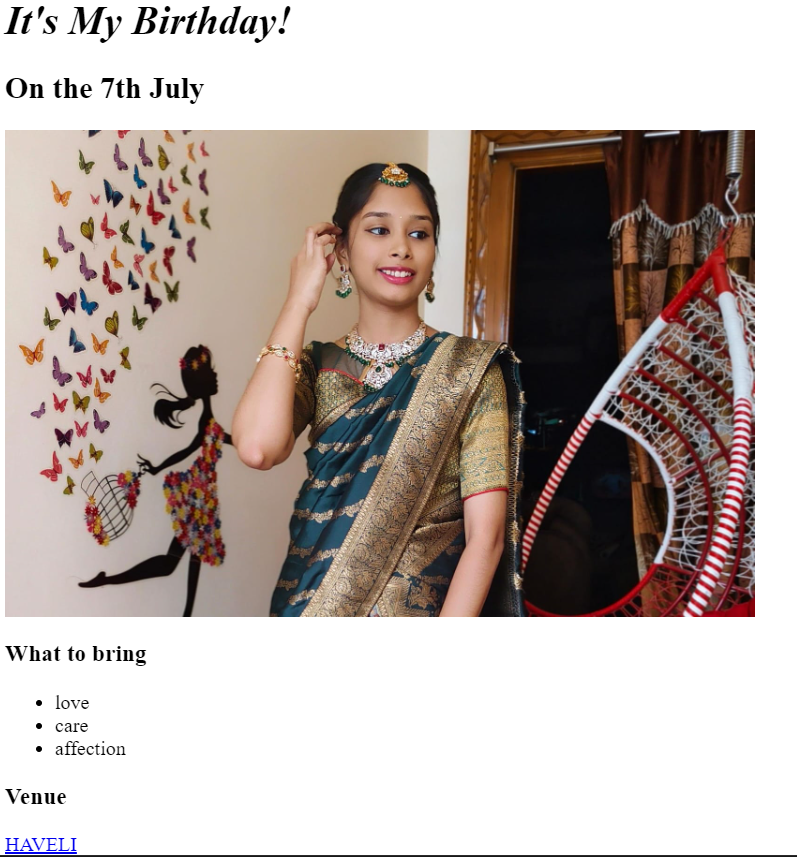 It's My Birthday!
On the 7th July
What to bring
love
care
affection
Venue
HAVELI